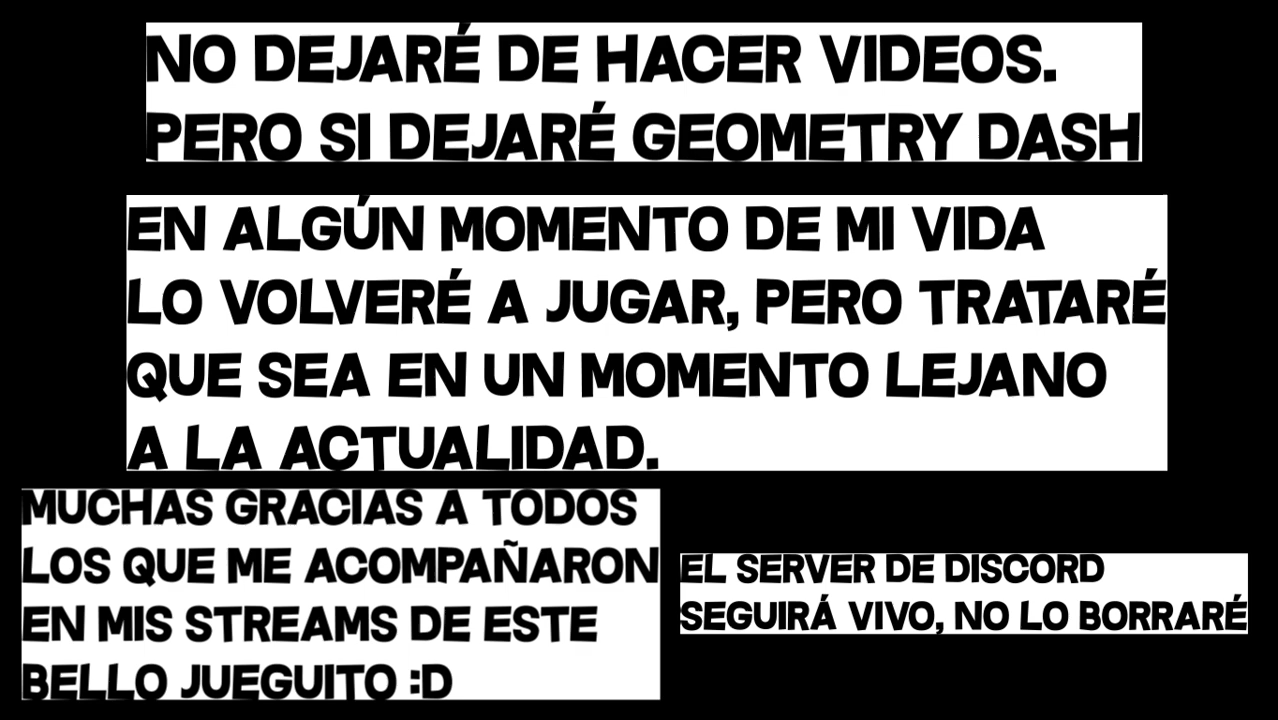 NO DEJARÉ DE HACER VIDEOS.
PERO SI DEJARÉ GEOMETRY DASH
EN ALGÚN MOMENTO DE MI VIDA
LO VOLVERÉ A JUGAR, PERO TRATARÉ
QUE SEA EN UN MOMENTO LEJANO
A LA ACTUALIDAD.
MUCHAS GRACIAS A TODOS
LOS QUE ME ACOMPAÑARON
EN MIS STREAMS DE ESTE
BELLO JUEGUITO :D
EL SERVER DE DISCORD
SEGUIRÁ VIVO, NO LO BORRARÉ